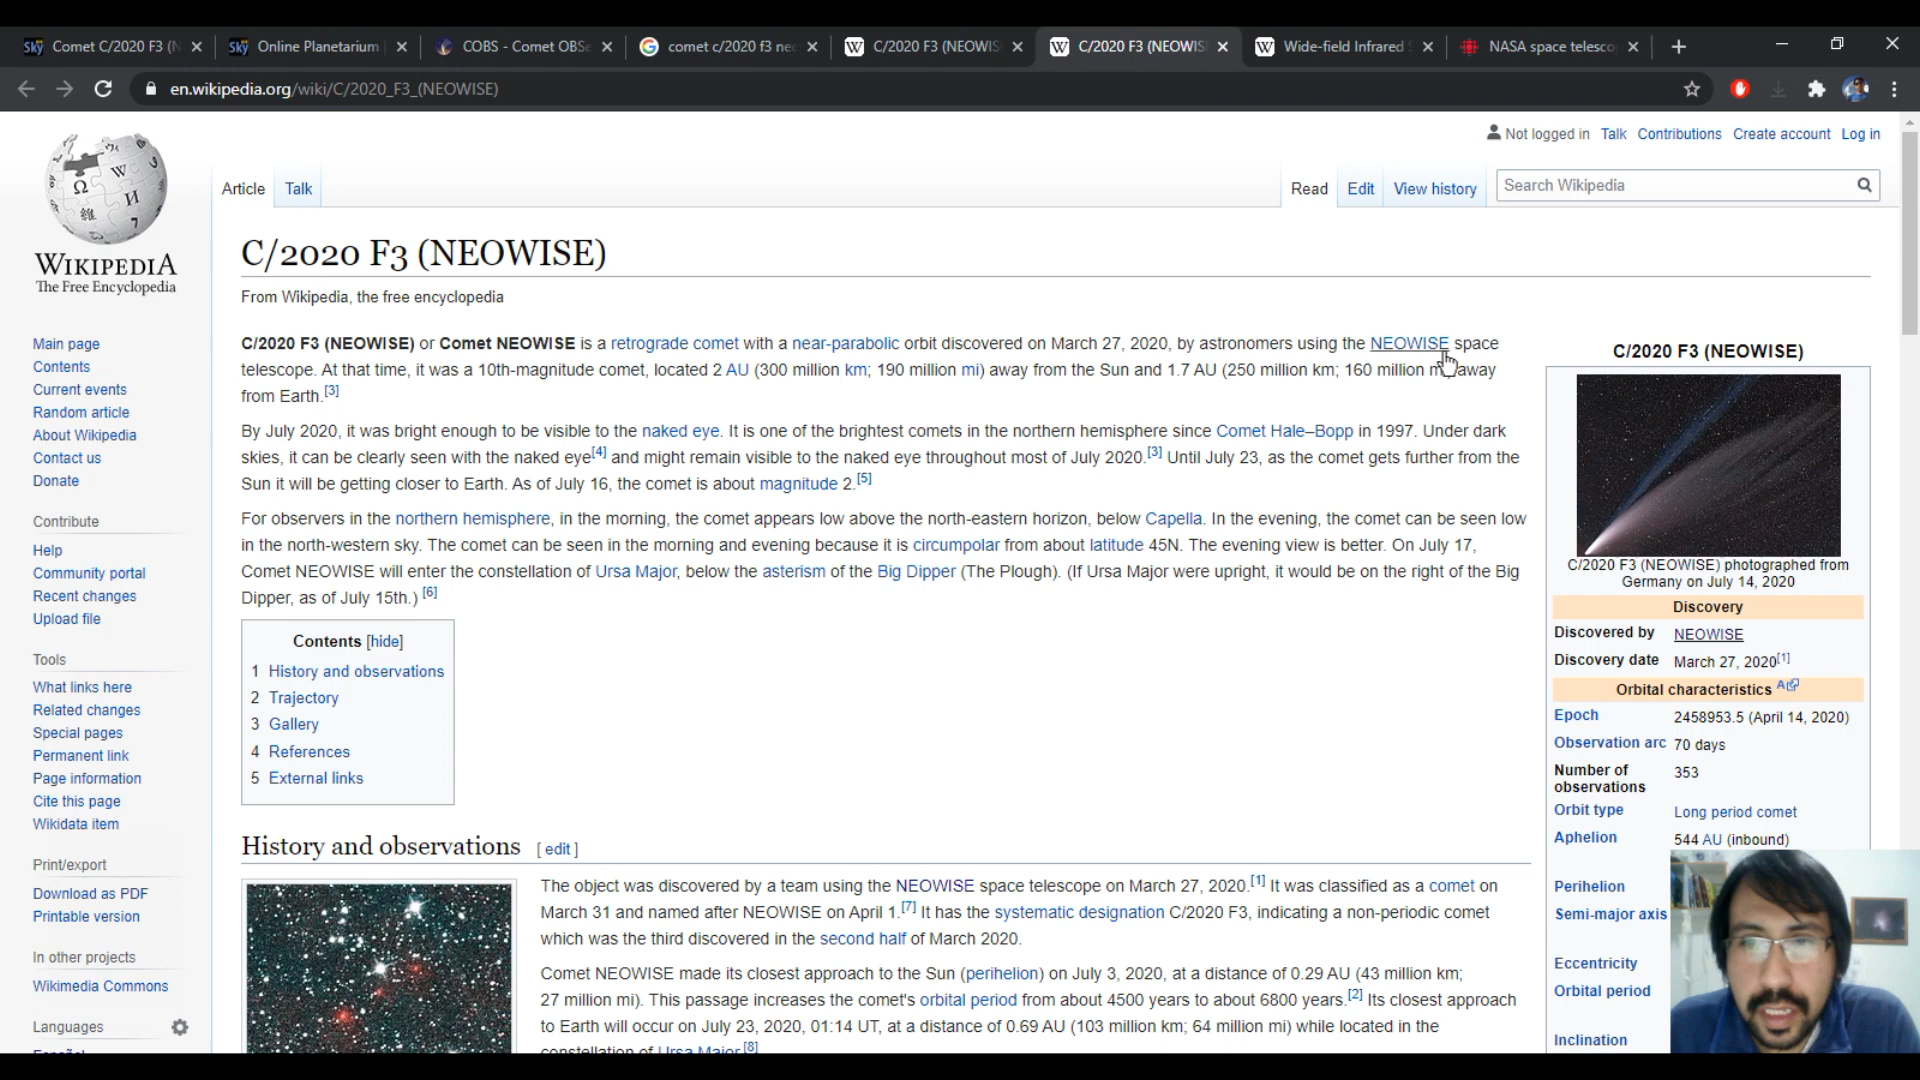 Comet C/2020 F3 (N
Online Planetarium
COBS - Comet OBSe
comet c/2020 f3 neo
C/2020 F3 (NEOWIS
C/2020 F3 (NEOWIS
Wide-field Infrared S
NASA space telesco
en.wikipedia.org/wiki/C/2020_F3_(NEOWISE)
Not logged in Talk Contributions Create account Log in
Article Talk
Read Edit View history
Search Wikipedia
WIKIPEDIA
The Free Encyclopedia
Main page
Contents
Current events
Random article
About Wikipedia
Contact us
Donate
Contribute
Help
Community portal
Recent changes
Upload file
Tools
What links here
Related changes
Special pages
Permanent link
Page information
Cite this page
Wikidata item
Print/export
Download as PDF
Printable version
In other projects
Wikimedia Commons
Languages
Español
C/2020 F3 (NEOWISE)
From Wikipedia, the free encyclopedia
C/2020 F3 (NEOWISE) or Comet NEOWISE is a retrograde comet with a near-parabolic orbit discovered on March 27, 2020, by astronomers using the NEOWISE space
telescope. At that time, it was a 10th-magnitude comet, located 2 AU (300 million km; 190 million mi) away from the Sun and 1.7 AU (250 million km; 160 million away
from Earth.[3]
By July 2020, it was bright enough to be visible to the naked eye. It is one of the brightest comets in the northern hemisphere since Comet Hale–Bopp in 1997. Under dark
skies, it can be clearly seen with the naked eye[4] and might remain visible to the naked eye throughout most of July 2020.[3] Until July 23, as the comet gets further from the
Sun it will be getting closer to Earth. As of July 16, the comet is about magnitude 2.[5]
For observers in the northern hemisphere, in the morning, the comet appears low above the north-eastern horizon, below Capella. In the evening, the comet can be seen low
in the north-western sky. The comet can be seen in the morning and evening because it is circumpolar from about latitude 45N. The evening view is better. On July 17,
Comet NEOWISE will enter the constellation of Ursa Major, below the asterism of the Big Dipper (The Plough). (If Ursa Major were upright, it would be on the right of the Big
Dipper, as of July 15th.) [6]
Contents [hide]
1 History and observations
2 Trajectory
3 Gallery
4 References
5 External links
History and observations [ edit ]
The object was discovered by a team using the NEOWISE space telescope on March 27, 2020.[1] It was classified as a comet on
March 31 and named after NEOWISE on April 1.[7] It has the systematic designation C/2020 F3, indicating a non-periodic comet
which was the third discovered in the second half of March 2020.
Comet NEOWISE made its closest approach to the Sun (perihelion) on July 3, 2020, at a distance of 0.29 AU (43 million km;
27 million mi). This passage increases the comet's orbital period from about 4500 years to about 6800 years.[2] Its closest approach
to Earth will occur on July 23, 2020, 01:14 UT, at a distance of 0.69 AU (103 million km; 64 million mi) while located in the
constellation of Ursa Major.[8]
C/2020 F3 (NEOWISE)
C/2020 F3 (NEOWISE) photographed from
Germany on July 14, 2020
Discovery
Discovered by NEOWISE
Discovery date March 27, 2020[1]
Orbital characteristics A
Epoch 2458953.5 (April 14, 2020)
Observation arc 70 days
Number of 353
observations
Orbit type Long period comet
Aphelion 544 AU (inbound)
Perihelion
Semi-major axis
Eccentricity
Orbital period
Inclination